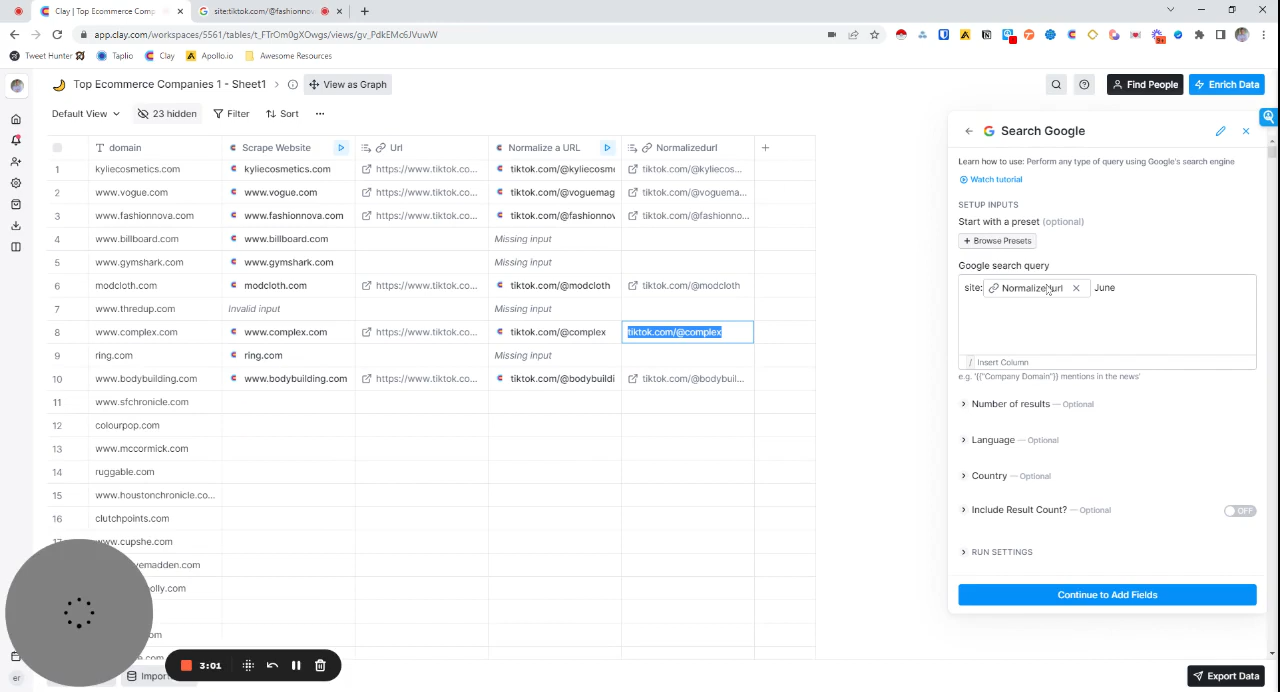 Clay | Top Ecommerce Comp
site:tiktok.com/@fashionnov
app.clay.com/workspaces/5561/tables/t_FTrOm0gXOwgs/views/gv_PdkEMc6JVuwW
Tweet Hunter
Taplio
Clay
Apollo.io
Awesome Resources
Top Ecommerce Companies 1 - Sheet1
View as Graph
Find People
Enrich Data
Default View
23 hidden
Filter
Sort
domain Scrape Website Url Normalize a URL Normalizedurl
1 kyliecosmetics.com kyliecosmetics.com https://www.tiktok.co... tiktok.com/@kyliecosm tiktok.com/@kyliecos...
2 www.vogue.com www.vogue.com https://www.tiktok.co... tiktok.com/@voguemag tiktok.com/@voguema...
3 www.fashionnova.com www.fashionnova.com https://www.tiktok.co... tiktok.com/@fashionnov tiktok.com/@fashionno...
4 www.billboard.com www.billboard.com Missing input
5 www.gymshark.com www.gymshark.com Missing input
6 modcloth.com modcloth.com https://www.tiktok.co... tiktok.com/@modcloth tiktok.com/@modcloth
7 www.thredup.com Invalid input Missing input
8 www.complex.com www.complex.com https://www.tiktok.co... tiktok.com/@complex tiktok.com/@complex
9 ring.com ring.com Missing input
10 www.bodybuilding.com www.bodybuilding.com https://www.tiktok.co... tiktok.com/@bodybuildi tiktok.com/@bodybuil...
11 www.sfchronicle.com
12 colourpop.com
13 www.mccormick.com
14 ruggable.com
15 www.houstonchronicle.co...
16 clutchpoints.com
www.cupshe.com
vemadden.com
olly.com
om
e.com
3:01
er
Import
Search Google
Learn how to use: Perform any type of query using Google's search engine
Watch tutorial
SETUP INPUTS
Start with a preset (optional)
+ Browse Presets
Google search query
site: Normalizedurl June
/ Insert Column
e.g. '{{"Company Domain"}} mentions in the news'
Number of results — Optional
Language — Optional
Country — Optional
Include Result Count? — Optional
OFF
RUN SETTINGS
Continue to Add Fields
Export Data